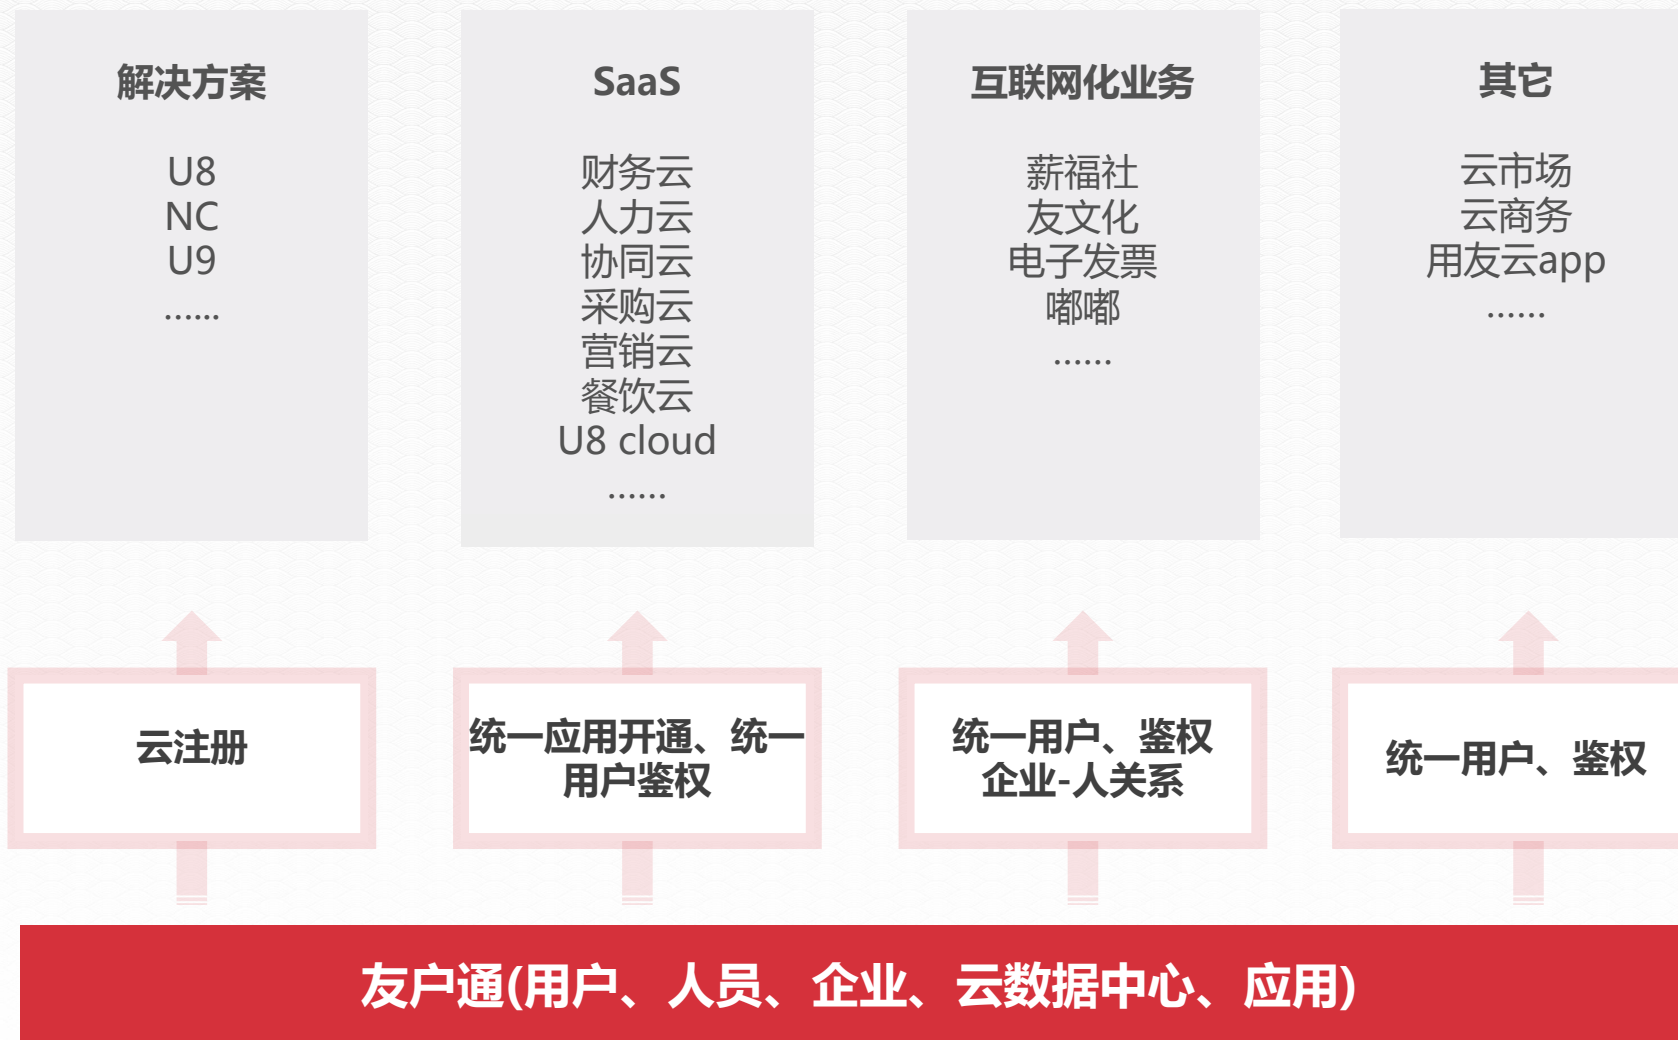 解决方案
U8
NC
U9
......
SaaS
财务云
人力云
协同云
采购云
营销云
餐饮云
U8 cloud
......
互联网化业务
薪福社
友文化
电子发票
嘟嘟
......
其它
云市场
云商务
用友云app
......
云注册
统一应用开通、统一
用户鉴权
统一用户、鉴权
企业-人关系
统一用户、鉴权
友户通(用户、人员、企业、云数据中心、应用)